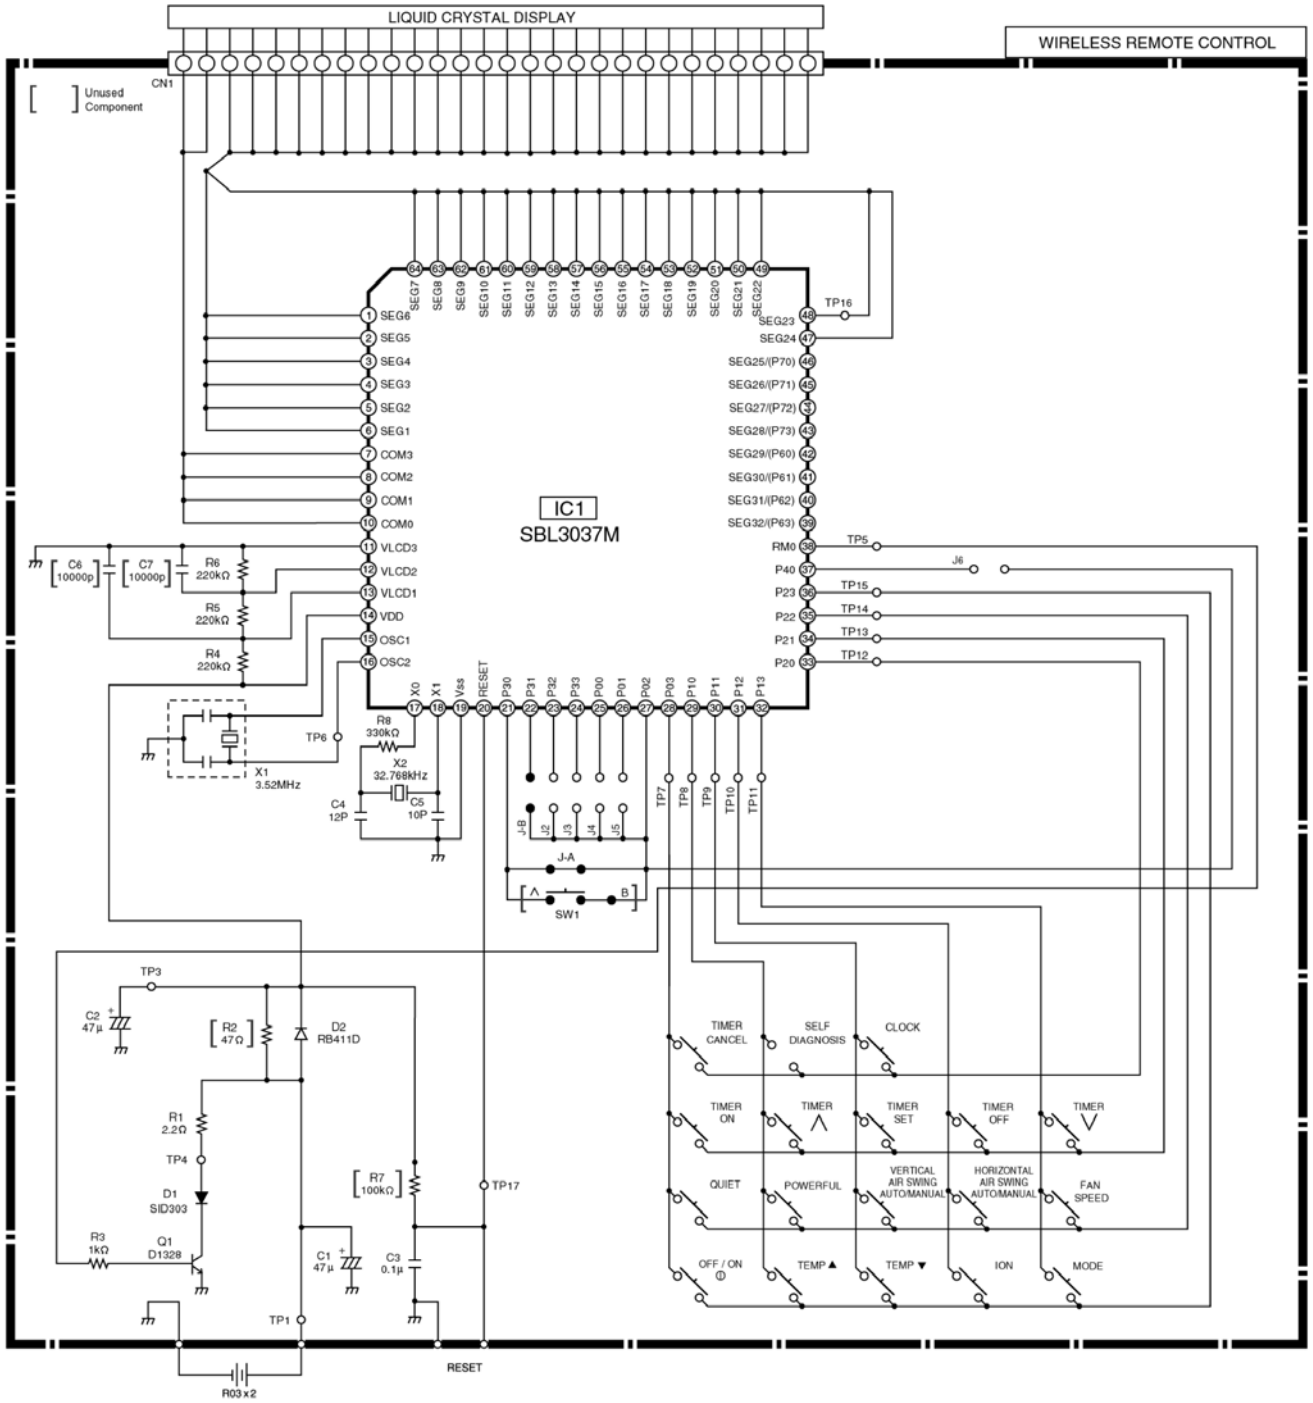 LIQUID CRYSTAL DISPLAY
WIRELESS REMOTE CONTROL
CN1
[ ] Unused
Component
64 63 62 61 60 59 58 57 56 55 54 53 52 51 50 49
SEG7 SEG8 SEG9 SEG10 SEG11 SEG12 SEG13 SEG14 SEG15 SEG16 SEG17 SEG18 SEG19 SEG20 SEG21 SEG22
TP16
1 SEG6
2 SEG5
3 SEG4
4 SEG3
5 SEG2
6 SEG1
7 COM3
8 COM2
9 COM1
10 COM0
11 VLCD3
12 VLCD2
13 VLCD1
14 VDD
15 OSC1
16 OSC2
SEG23 48
SEG24 47
SEG25/(P70) 46
SEG26/(P71) 45
SEG27/(P72) 44
SEG28/(P73) 43
SEG29/(P60) 42
SEG30/(P61) 41
SEG31/(P62) 40
SEG32/(P63) 39
RM0 38
P40 37
P23 36
P22 35
P21 34
P20 33
IC1
SBL3037M
TP5
J6
TP15
TP14
TP13
TP12
[ C6
10000p ]
[ C7
10000p ]
R6
220kΩ
R5
220kΩ
R4
220kΩ
X0 X1 Vss RESET P30 P31 P32 P33 P00 P01 P02 P03 P10 P11 P12 P13
17 18 19 20 21 22 23 24 25 26 27 28 29 30 31 32
X1
3.52MHz
TP6
R8
330kΩ
X2
32.768kHz
C4
12P
C5
10P
J-B J2 J3 J4 J5
TP7 TP8 TP9 TP10 TP11
J-A
[ Λ B ]
SW1
TP3
C2
47μ
+
[ R2
47Ω ]
D2
RB411D
R1
2.2Ω
TP4
D1
SID303
Q1
D1328
R3
1kΩ
[ R7
100kΩ ]
TP17
C1
47μ
+
C3
0.1μ
TP1
R03x2
RESET
TIMER
CANCEL
SELF
DIAGNOSIS
CLOCK
TIMER
ON
TIMER
Λ
TIMER
SET
TIMER
OFF
TIMER
V
QUIET
POWERFUL
VERTICAL
AIR SWING
AUTO/MANUAL
HORIZONTAL
AIR SWING
AUTO/MANUAL
FAN
SPEED
OFF / ON
TEMP▲
TEMP▼
ION
MODE